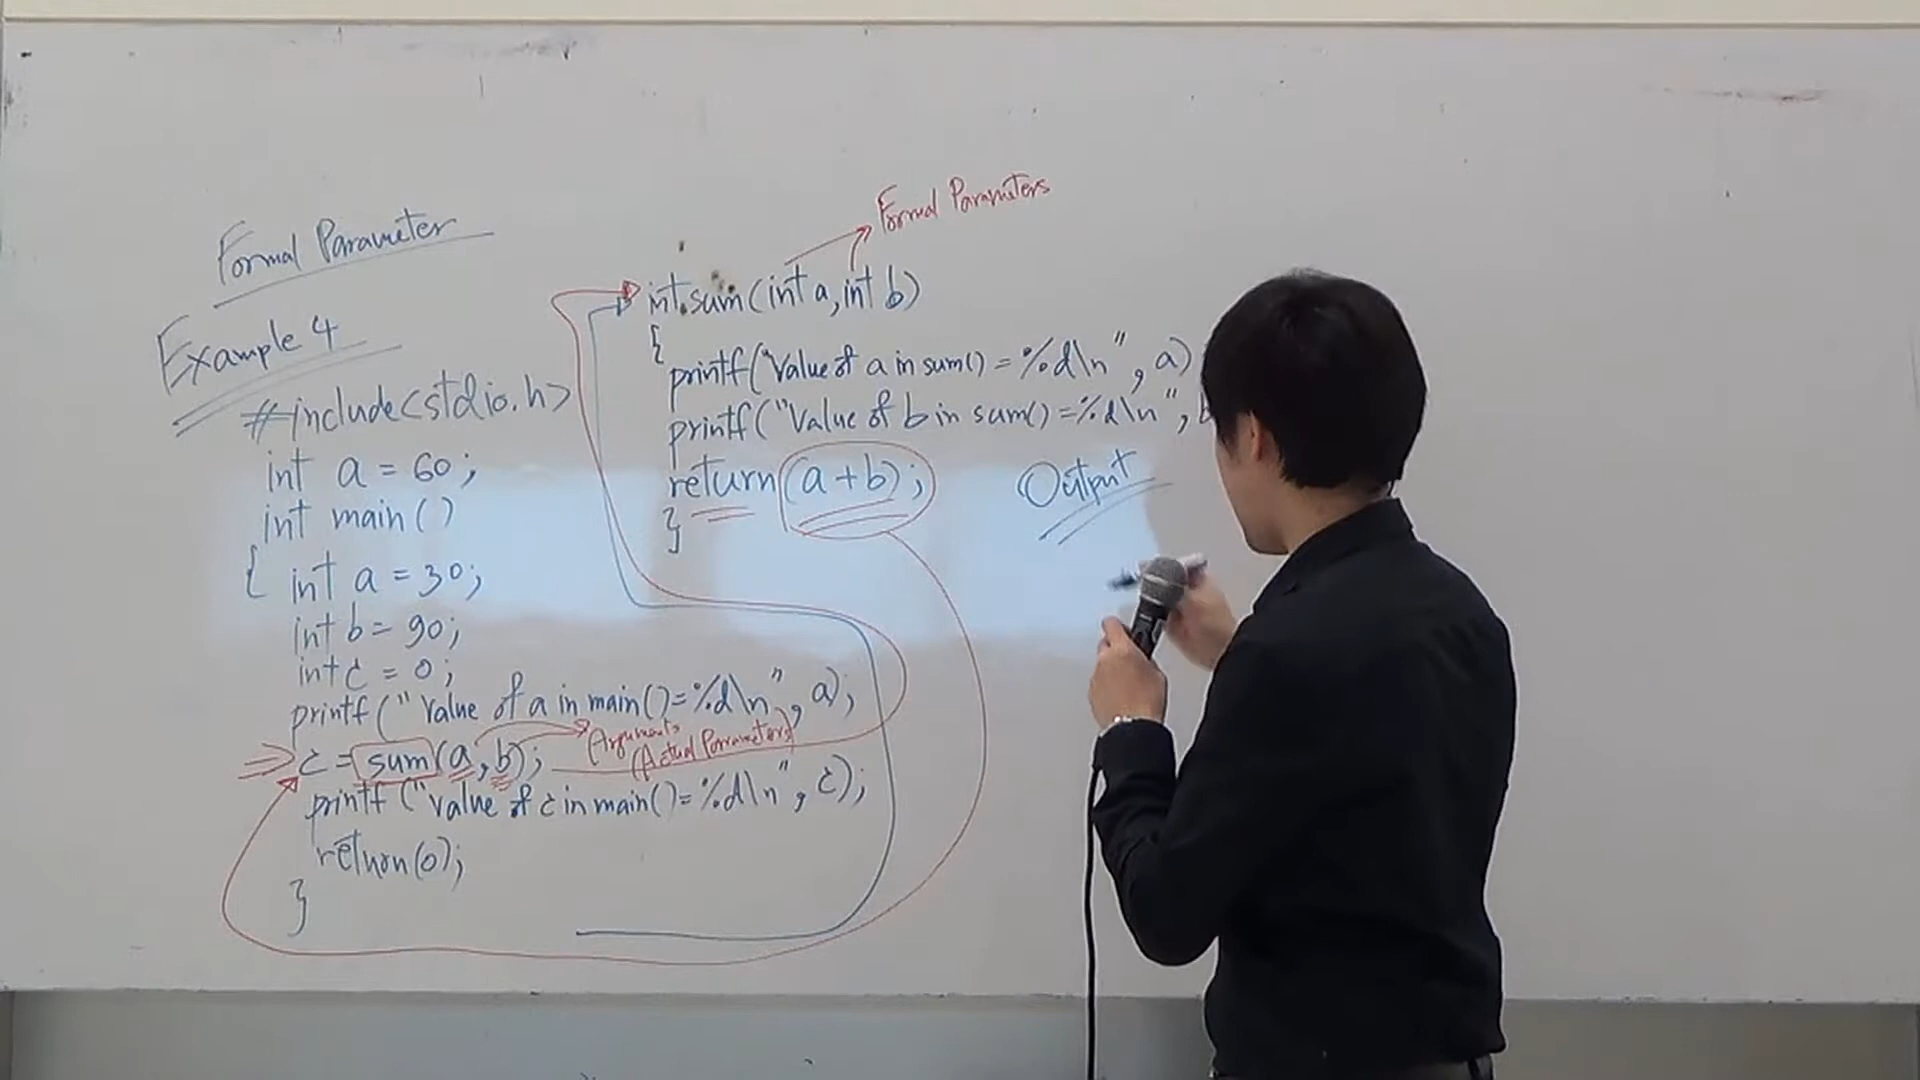 Formal Parameter
Example 4
#include<stdio.h>
int a = 60;
int main()
{ int a = 30;
int b = 90;
int c = 0;
printf("Value of a in main()=%d\n", a);
c = sum(a, b);
Arguments
(Actual Parameters)
printf("value of c in main()=%d\n", c);
return(0);
}
Formal Parameters
int sum(int a, int b)
{
printf("Value of a in sum() = %d\n", a)
printf("Value of b in sum() = %d\n", b
return (a+b);
}
Output